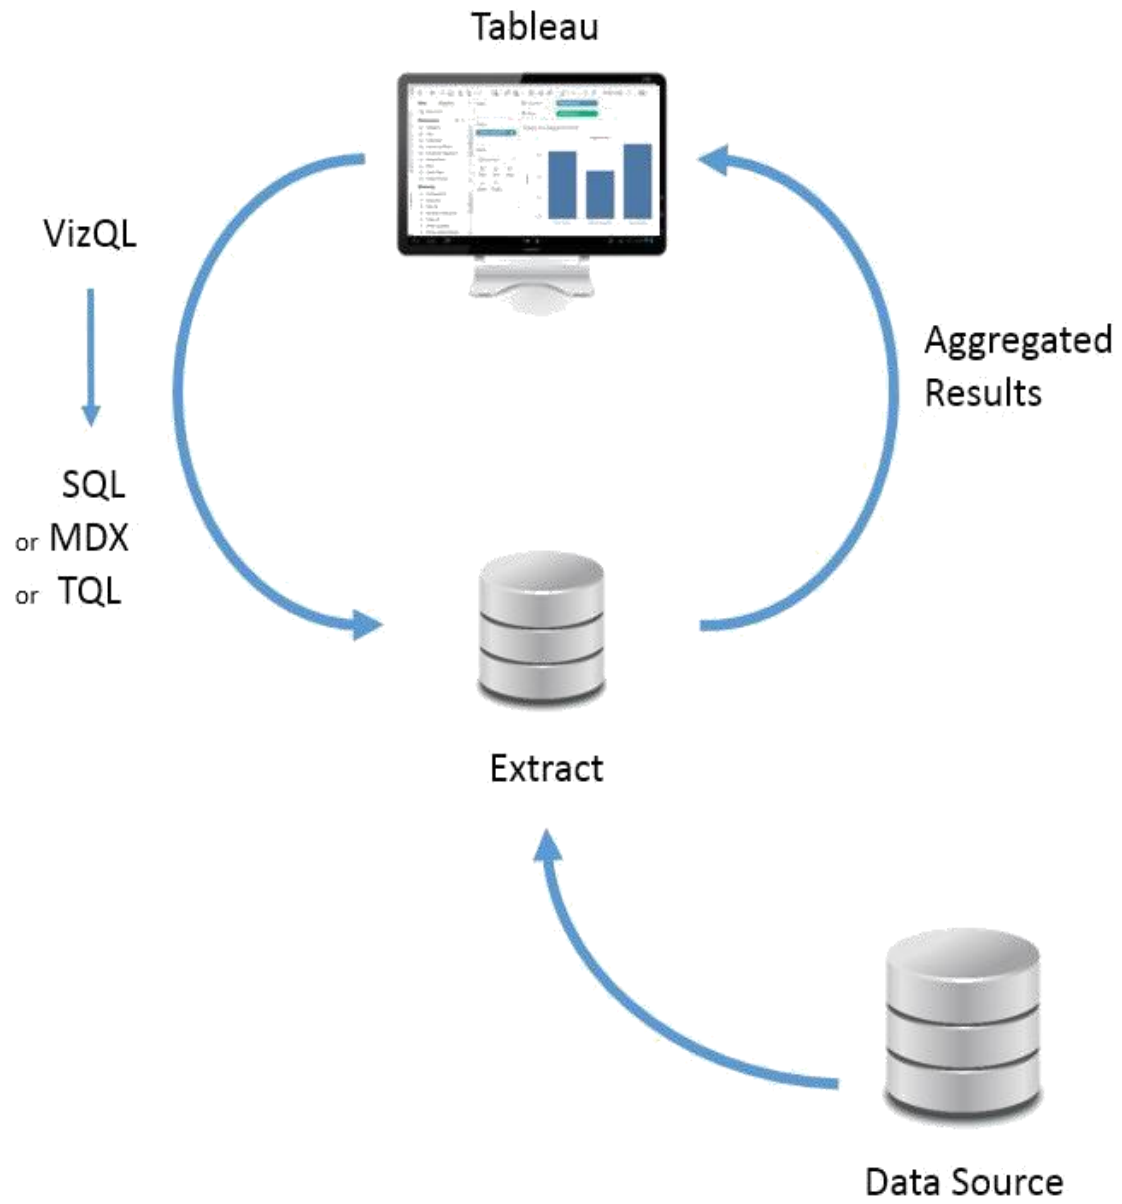 Tableau
VizQL
SQL
or MDX
or TQL
Aggregated
Results
Extract
Data Source